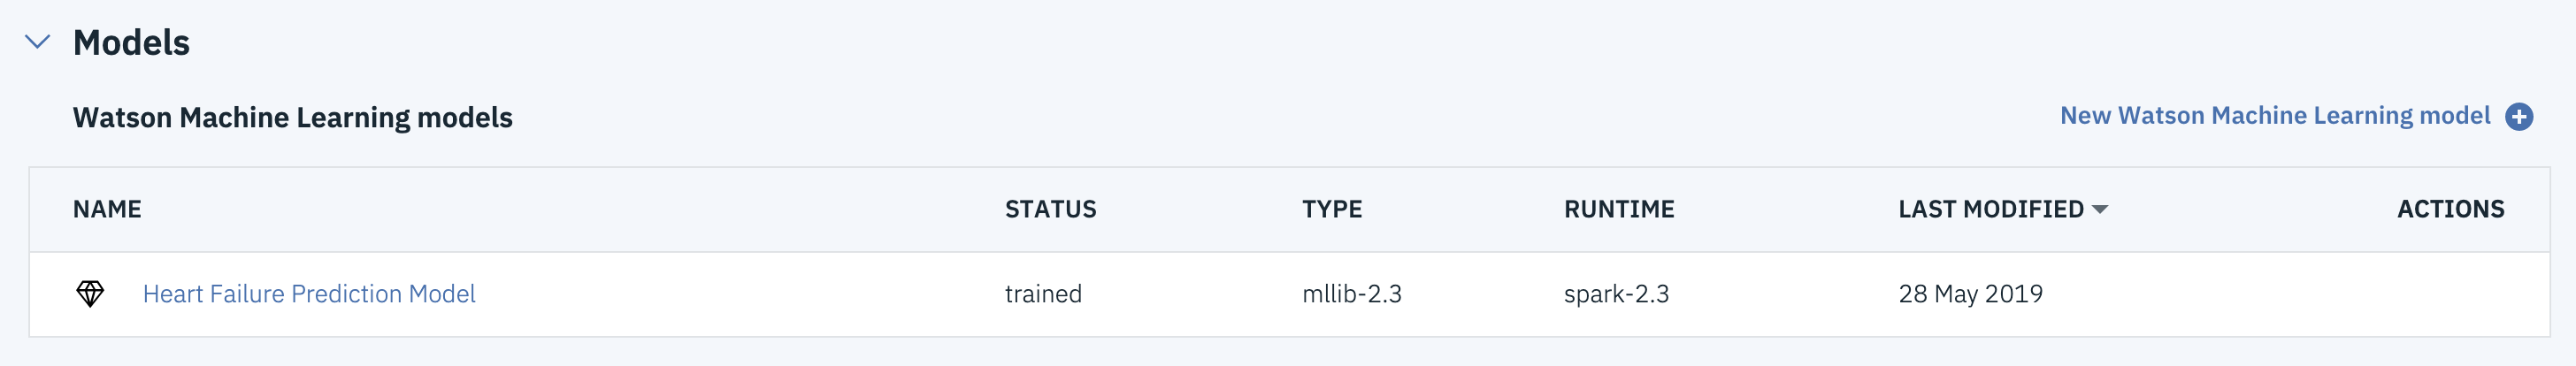 Models
Watson Machine Learning models New Watson Machine Learning model
NAME STATUS TYPE RUNTIME LAST MODIFIED ACTIONS
Heart Failure Prediction Model trained mllib-2.3 spark-2.3 28 May 2019